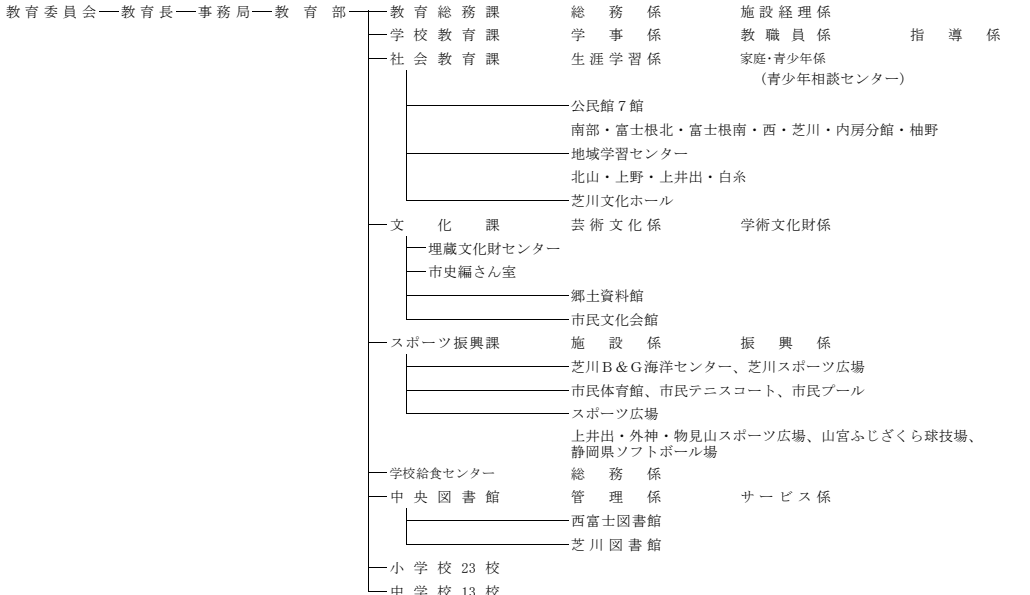 教育委員会 教育長 事務局 教育部 教育総務課 総務係 施設経理係
学校教育課 学事係 教職員係 指導係
社会教育課 生涯学習係 家庭・青少年係
（青少年相談センター）
公民館７館
南部・富士根北・富士根南・西・芝川・内房分館・柚野
地域学習センター
北山・上野・上井出・白糸
芝川文化ホール
文化課 芸術文化係 学術文化財係
埋蔵文化財センター
市史編さん室
郷土資料館
市民文化会館
スポーツ振興課 施設係 振興係
芝川Ｂ＆Ｇ海洋センター、芝川スポーツ広場
市民体育館、市民テニスコート、市民プール
スポーツ広場
上井出・外神・物見山スポーツ広場、山宮ふじざくら球技場、
静岡県ソフトボール場
学校給食センター 総務係
中央図書館 管理係 サービス係
西富士図書館
芝川図書館
小学校 23 校
中学校 13 校